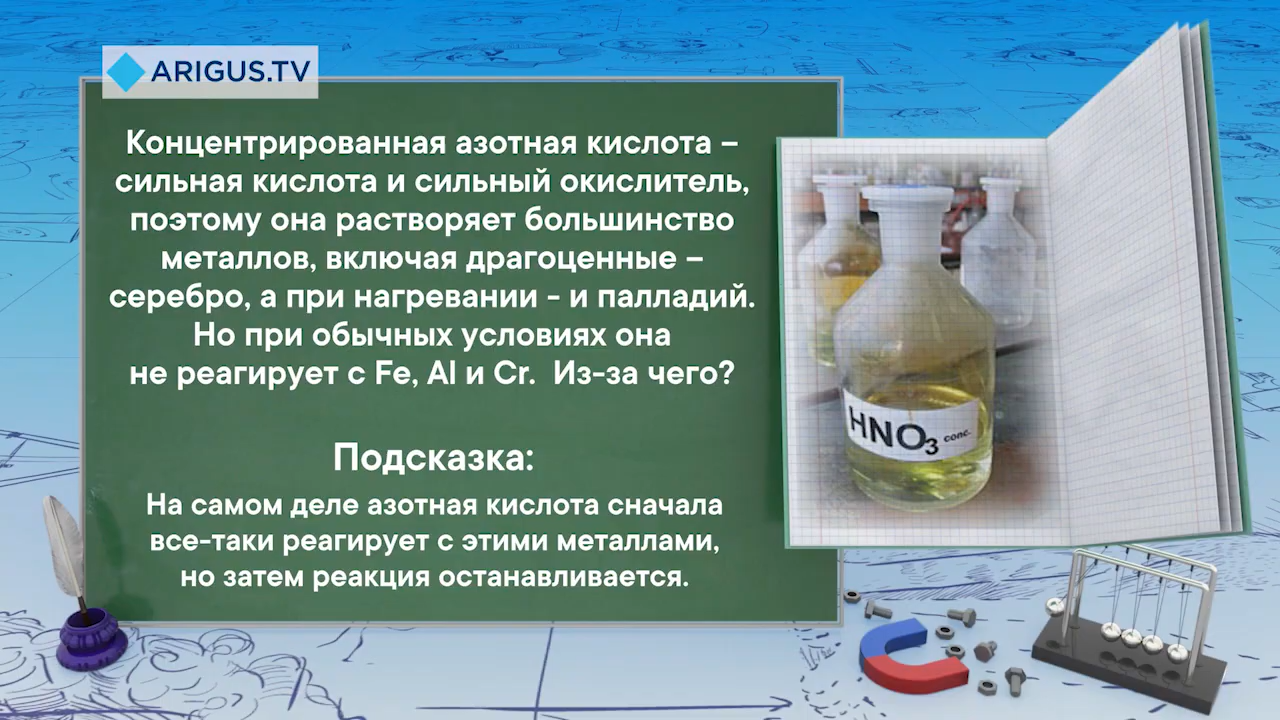 ARIGUS.TV
Концентрированная азотная кислота –
сильная кислота и сильный окислитель,
поэтому она растворяет большинство
металлов, включая драгоценные –
серебро, а при нагревании - и палладий.
Но при обычных условиях она
не реагирует с Fe, Al и Cr.  Из-за чего?
Подсказка:
На самом деле азотная кислота сначала
все-таки реагирует с этими металлами,
но затем реакция останавливается.
HNO3 conc.